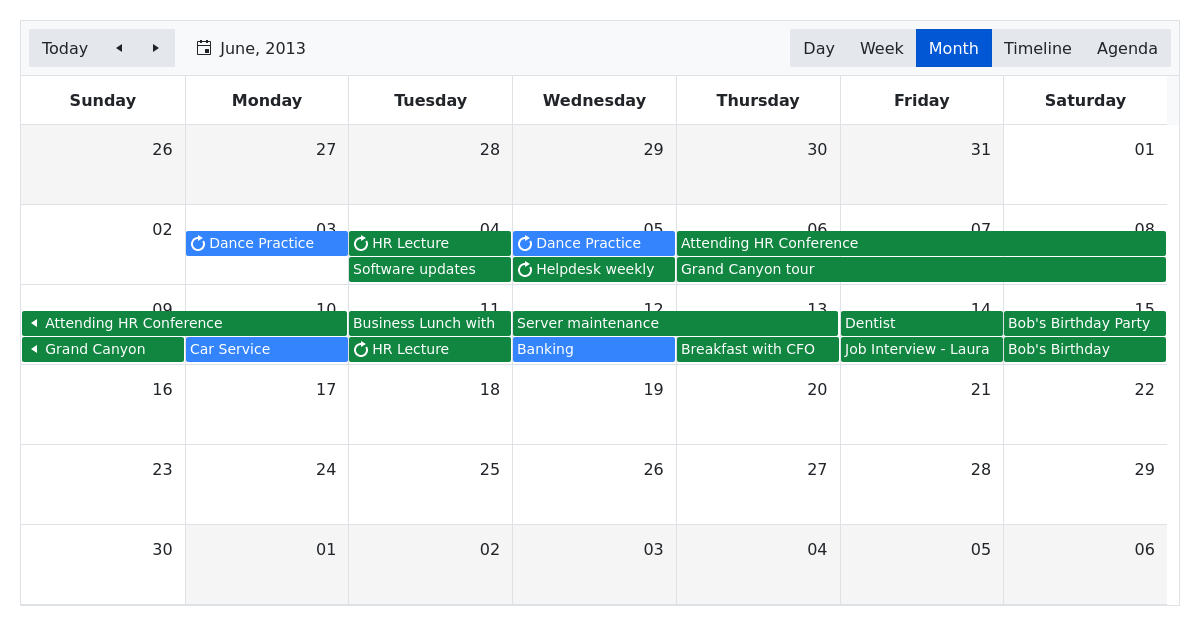 Today June, 2013 Day Week Month Timeline Agenda
Sunday Monday Tuesday Wednesday Thursday Friday Saturday
26 27 28 29 30 31 01
02 03 04 05 06 07 08
Dance Practice HR Lecture Dance Practice Attending HR Conference
Software updates Helpdesk weekly Grand Canyon tour
09 10 11 12 13 14 15
Attending HR Conference Business Lunch with Server maintenance Dentist Bob's Birthday Party
Grand Canyon Car Service HR Lecture Banking Breakfast with CFO Job Interview - Laura Bob's Birthday
16 17 18 19 20 21 22
23 24 25 26 27 28 29
30 01 02 03 04 05 06